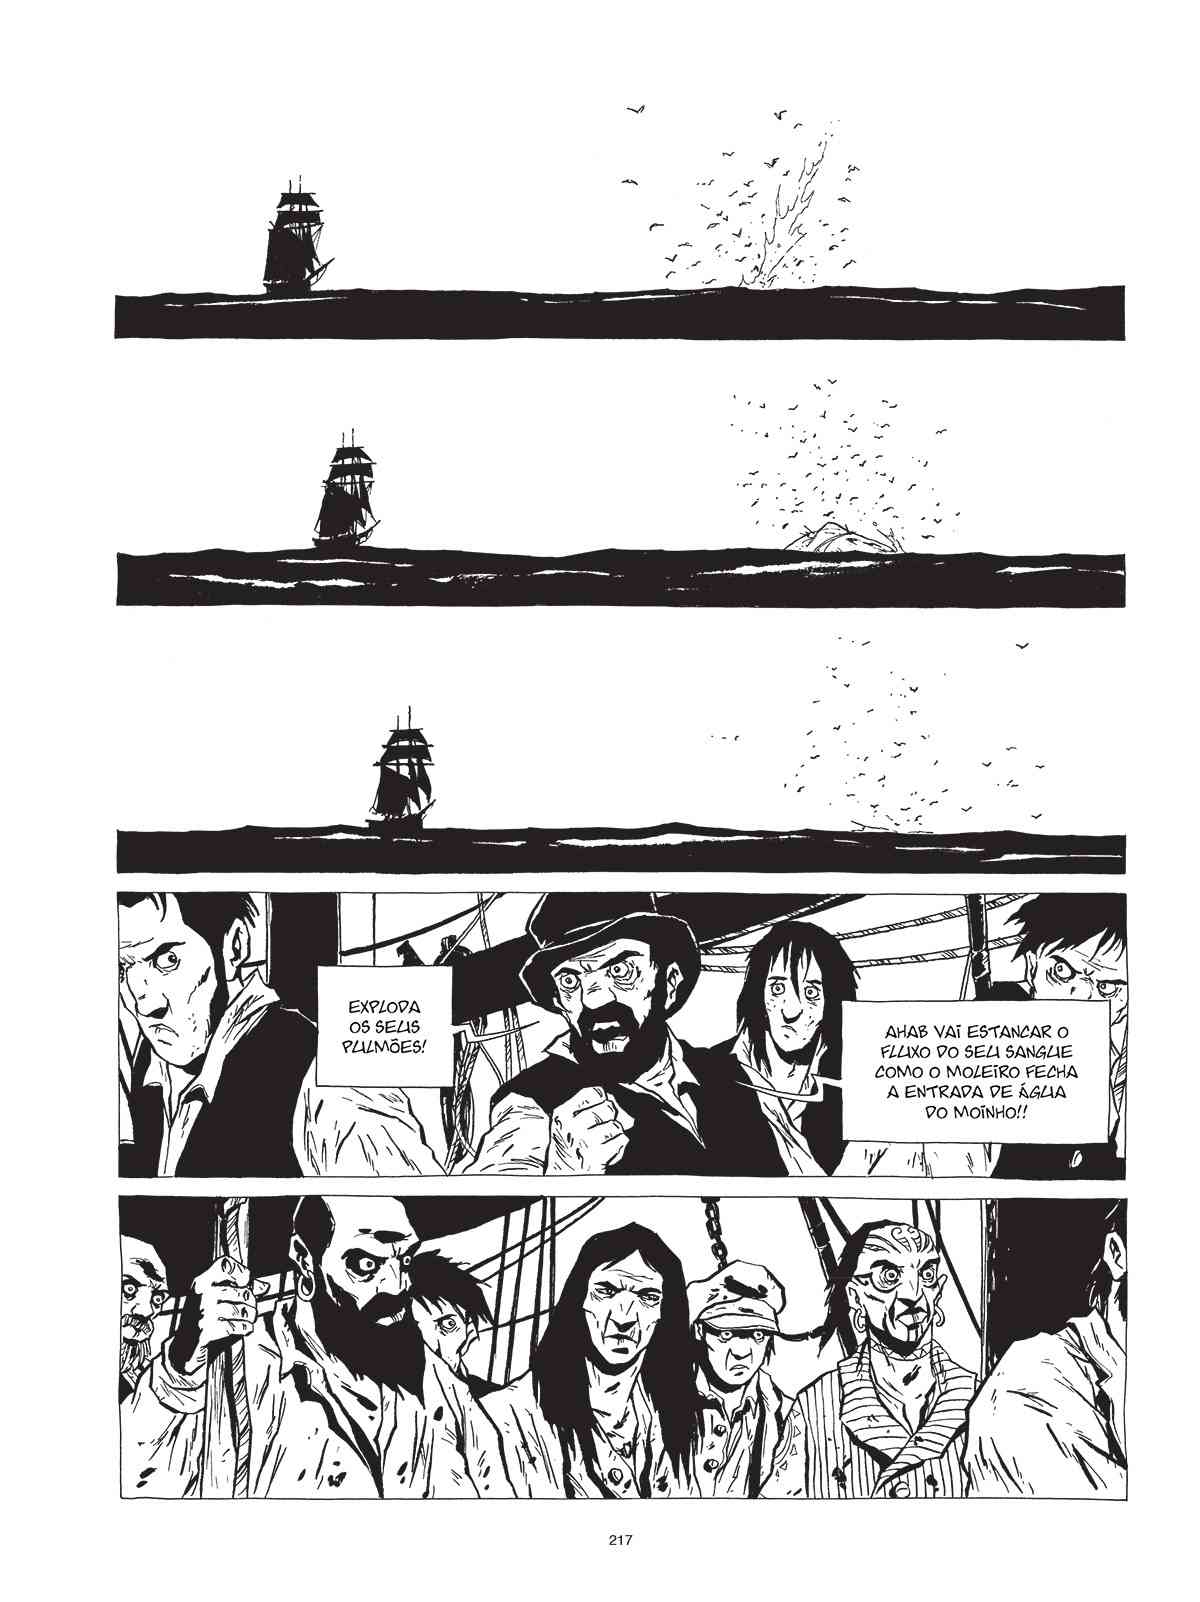 EXPLODA
OS SEUS
PULMÕES!
AHAB VAI ESTANCAR O
FLUXO DO SEU SANGUE
COMO O MOLEIRO FECHA
A ENTRADA DE ÁGUA
DO MOINHO!!
217